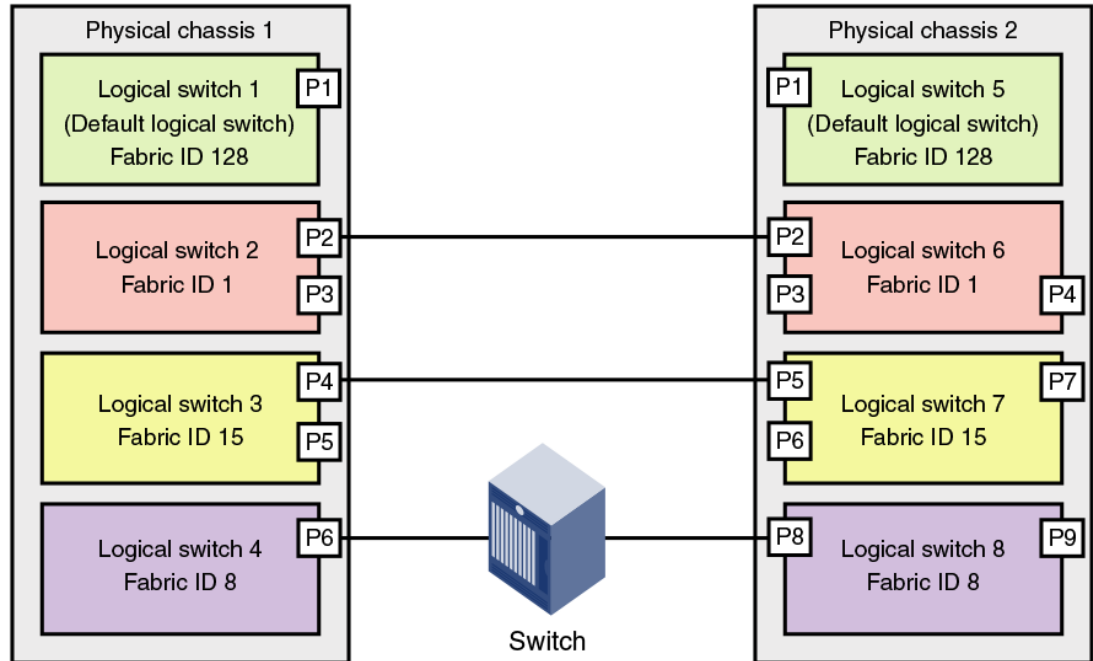 Physical chassis 1
Logical switch 1
(Default logical switch)
Fabric ID 128
P1
Logical switch 2
Fabric ID 1
P2
P3
Logical switch 3
Fabric ID 15
P4
P5
Logical switch 4
Fabric ID 8
P6
Switch
Physical chassis 2
P1
Logical switch 5
(Default logical switch)
Fabric ID 128
P2
P3
Logical switch 6
Fabric ID 1
P4
P5
P6
Logical switch 7
Fabric ID 15
P7
P8
Logical switch 8
Fabric ID 8
P9